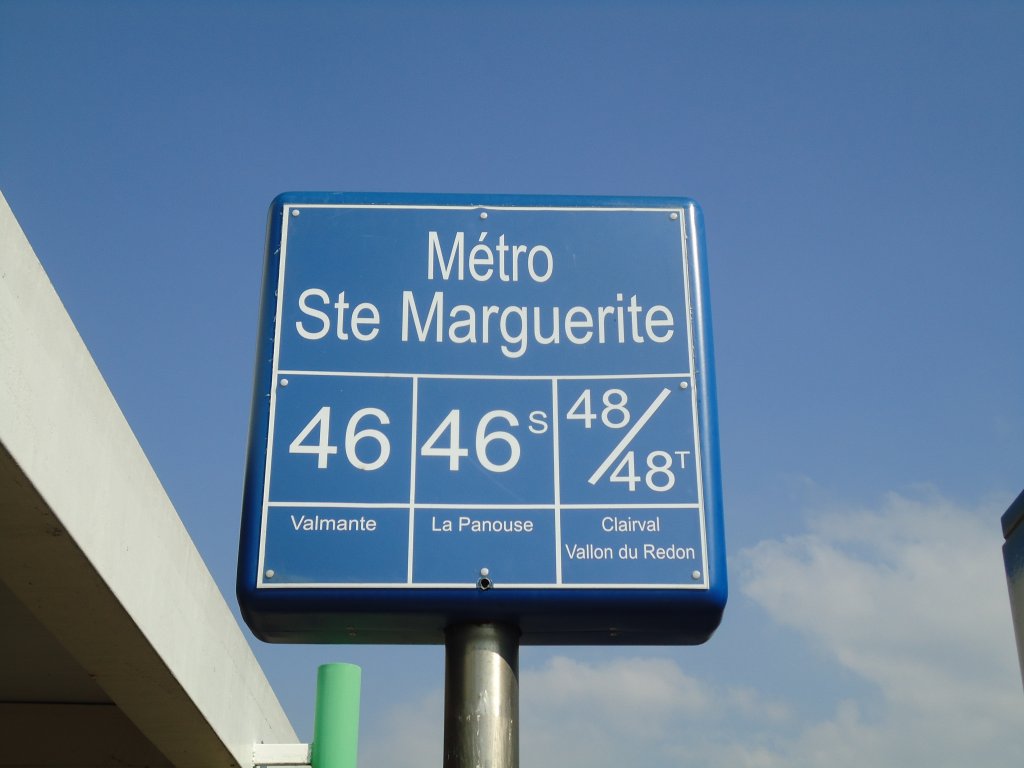 Métro
Ste Marguerite
46 46S 48/48T
Valmante La Panouse Clairval
Vallon du Redon